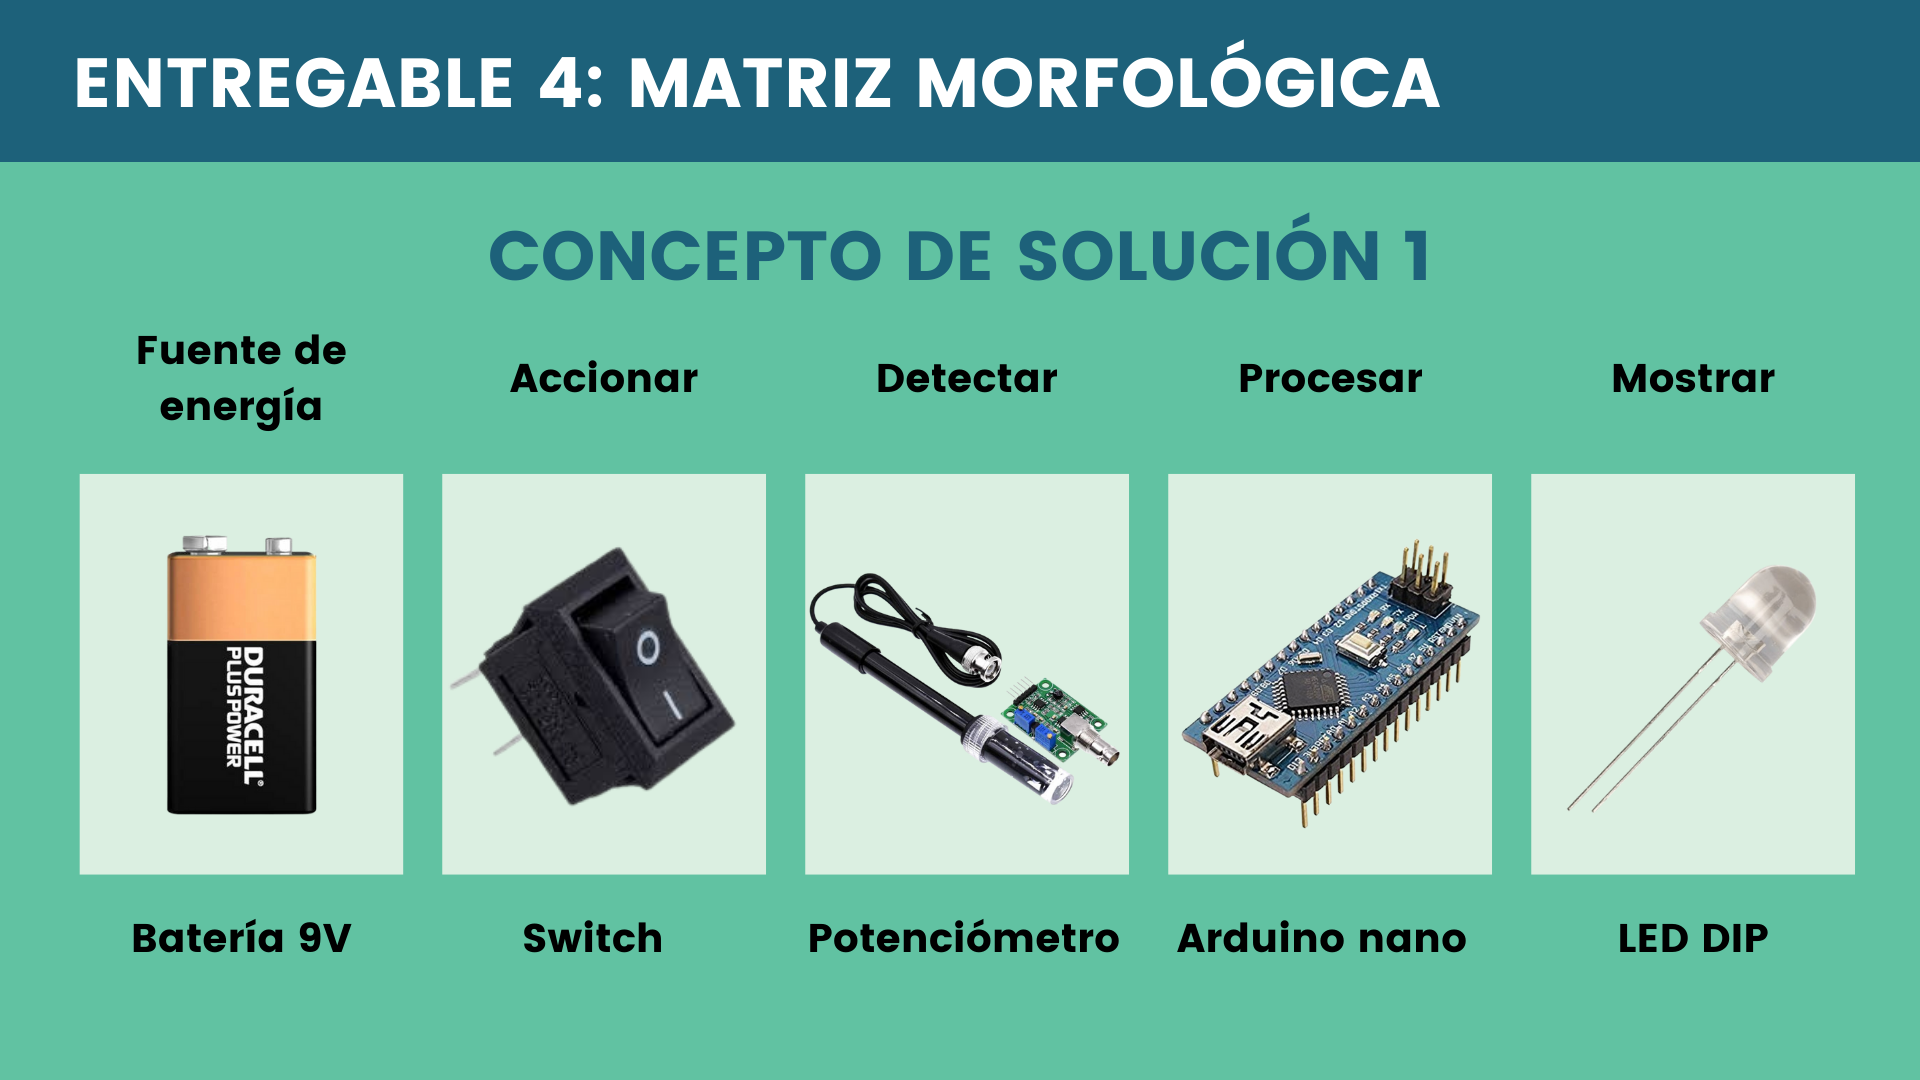 ENTREGABLE 4: MATRIZ MORFOLÓGICA
CONCEPTO DE SOLUCIÓN 1
Fuente de
energía
Accionar
Detectar
Procesar
Mostrar
DURACELL®
PLUS POWER
Batería 9V
Switch
Potenciómetro
Arduino nano
LED DIP